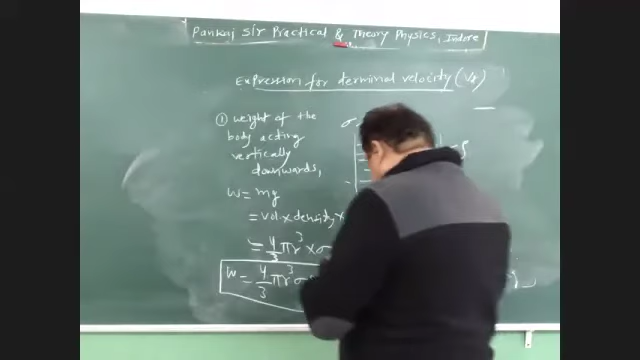 Pankaj Sir Practical & Theory Physics, Indore
Expression for terminal velocity (Vt)
① weight of the
body acting
vertically
downwards,
W = mg
= vol. x density x
= 4/3 πr³ x σ
W = 4/3 πr³ σ
σ
ρ